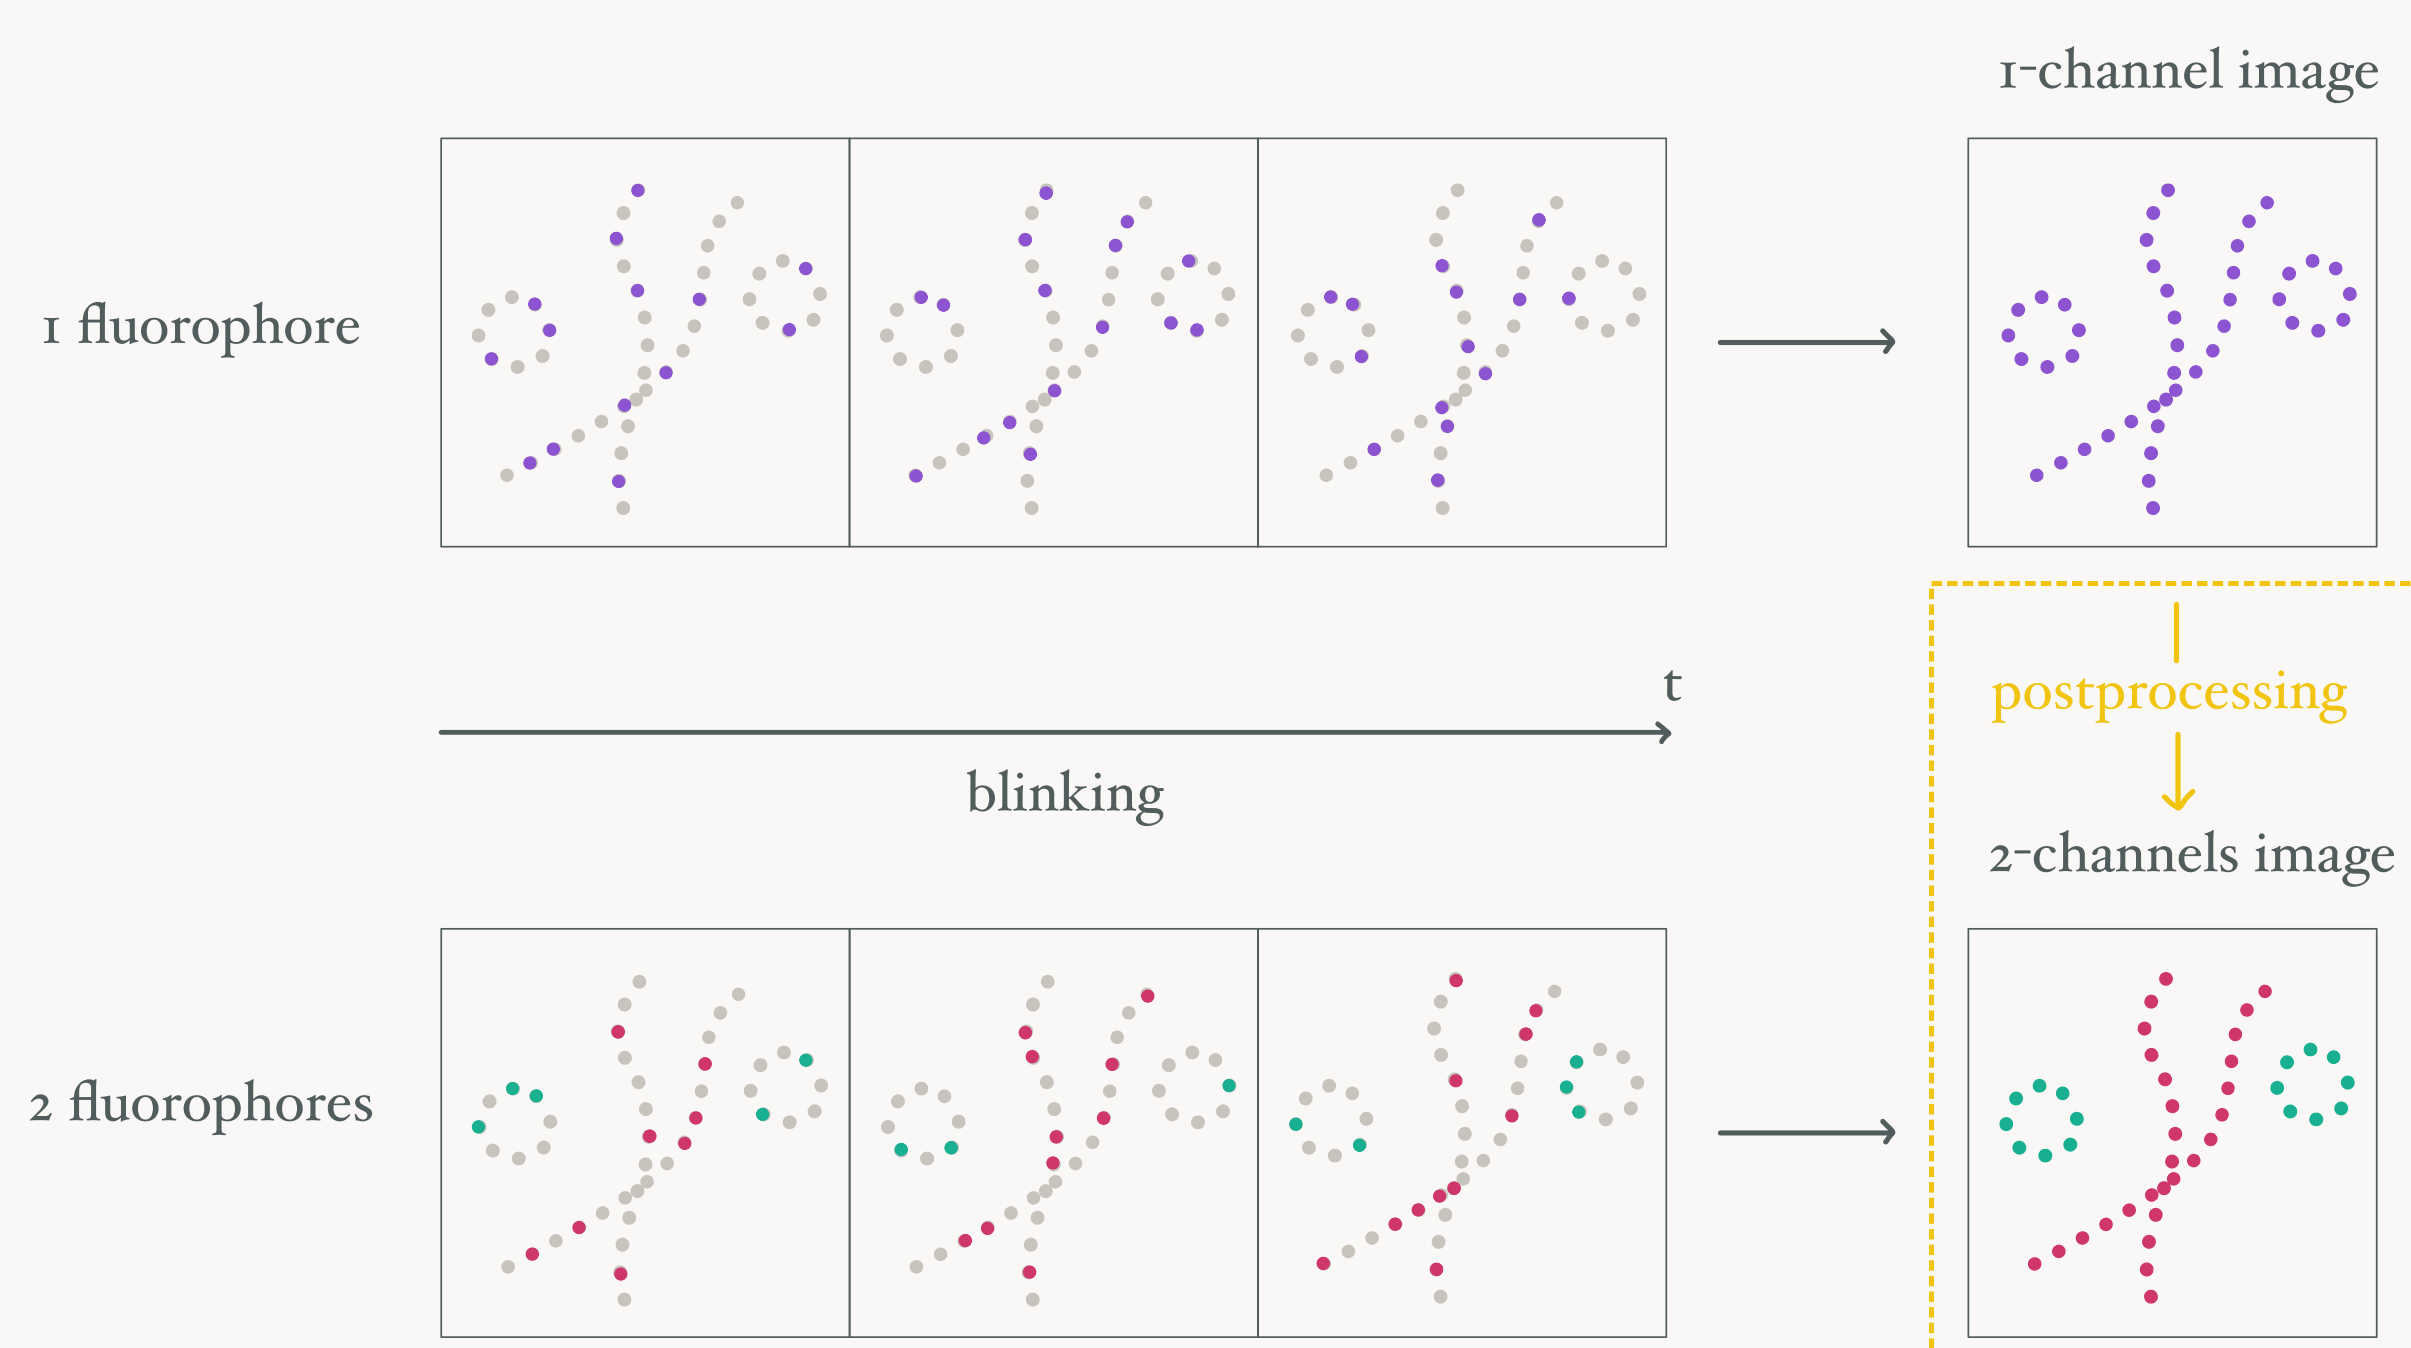 1-channel image
1 fluorophore
postprocessing
t
blinking
2-channels image
2 fluorophores